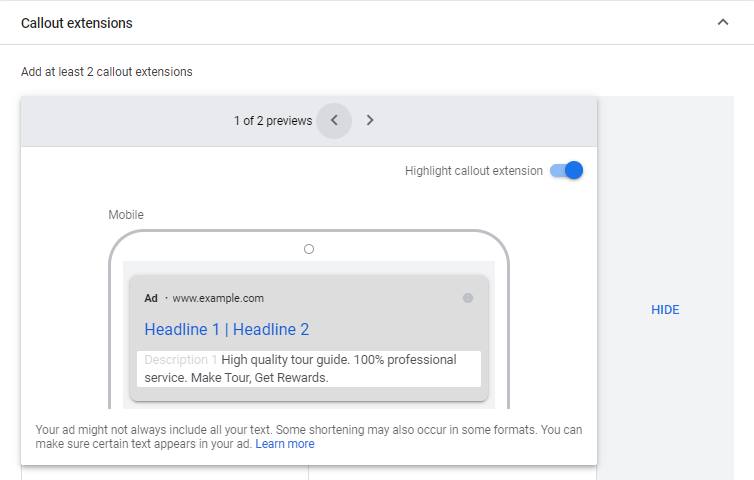 Callout extensions
Add at least 2 callout extensions
1 of 2 previews
Highlight callout extension
Mobile
Ad · www.example.com
Headline 1 | Headline 2
Description 1 High quality tour guide. 100% professional
service. Make Tour, Get Rewards.
HIDE
Your ad might not always include all your text. Some shortening may also occur in some formats. You can
make sure certain text appears in your ad. Learn more